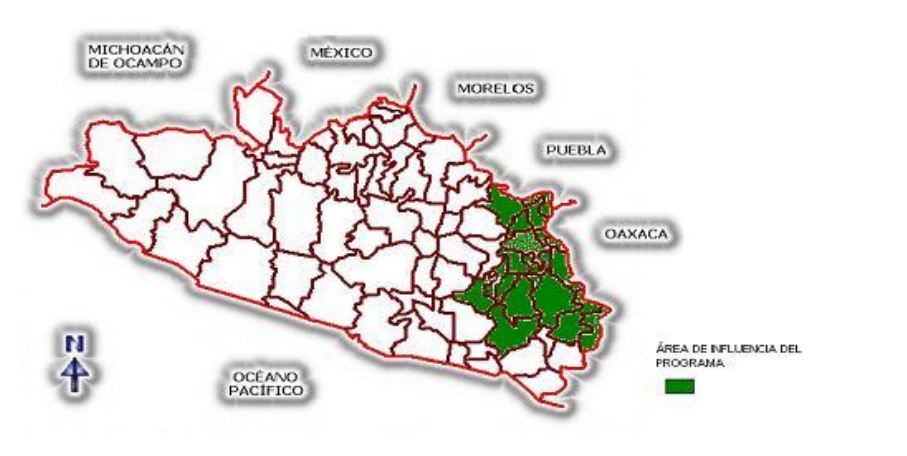 MICHOACÁN
DE OCAMPO
MÉXICO
MORELOS
PUEBLA
OAXACA
ÁREA DE INFLUENCIA DEL
PROGRAMA
N
OCÉANO
PACÍFICO